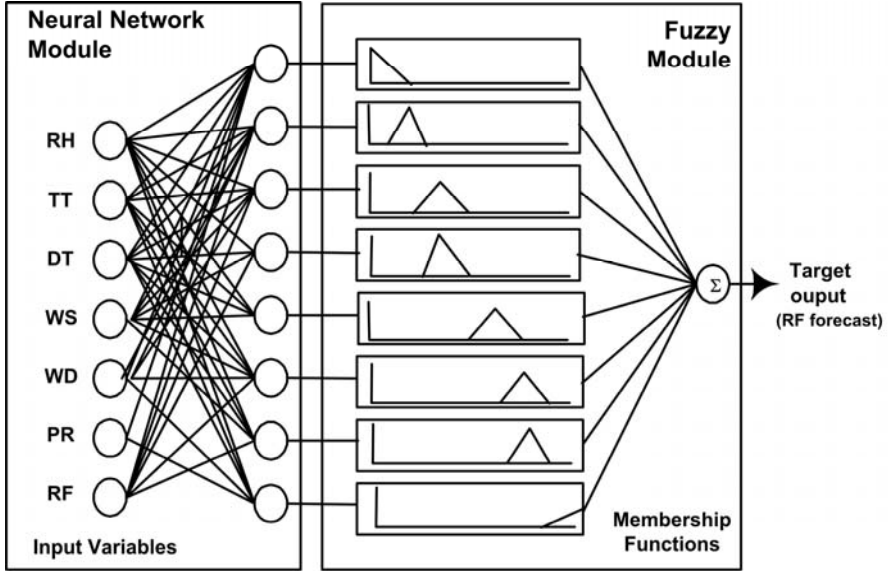 Neural Network
Module
RH
TT
DT
WS
WD
PR
RF
Input Variables
Fuzzy
Module
Membership
Functions
Σ
Target
ouput
(RF forecast)